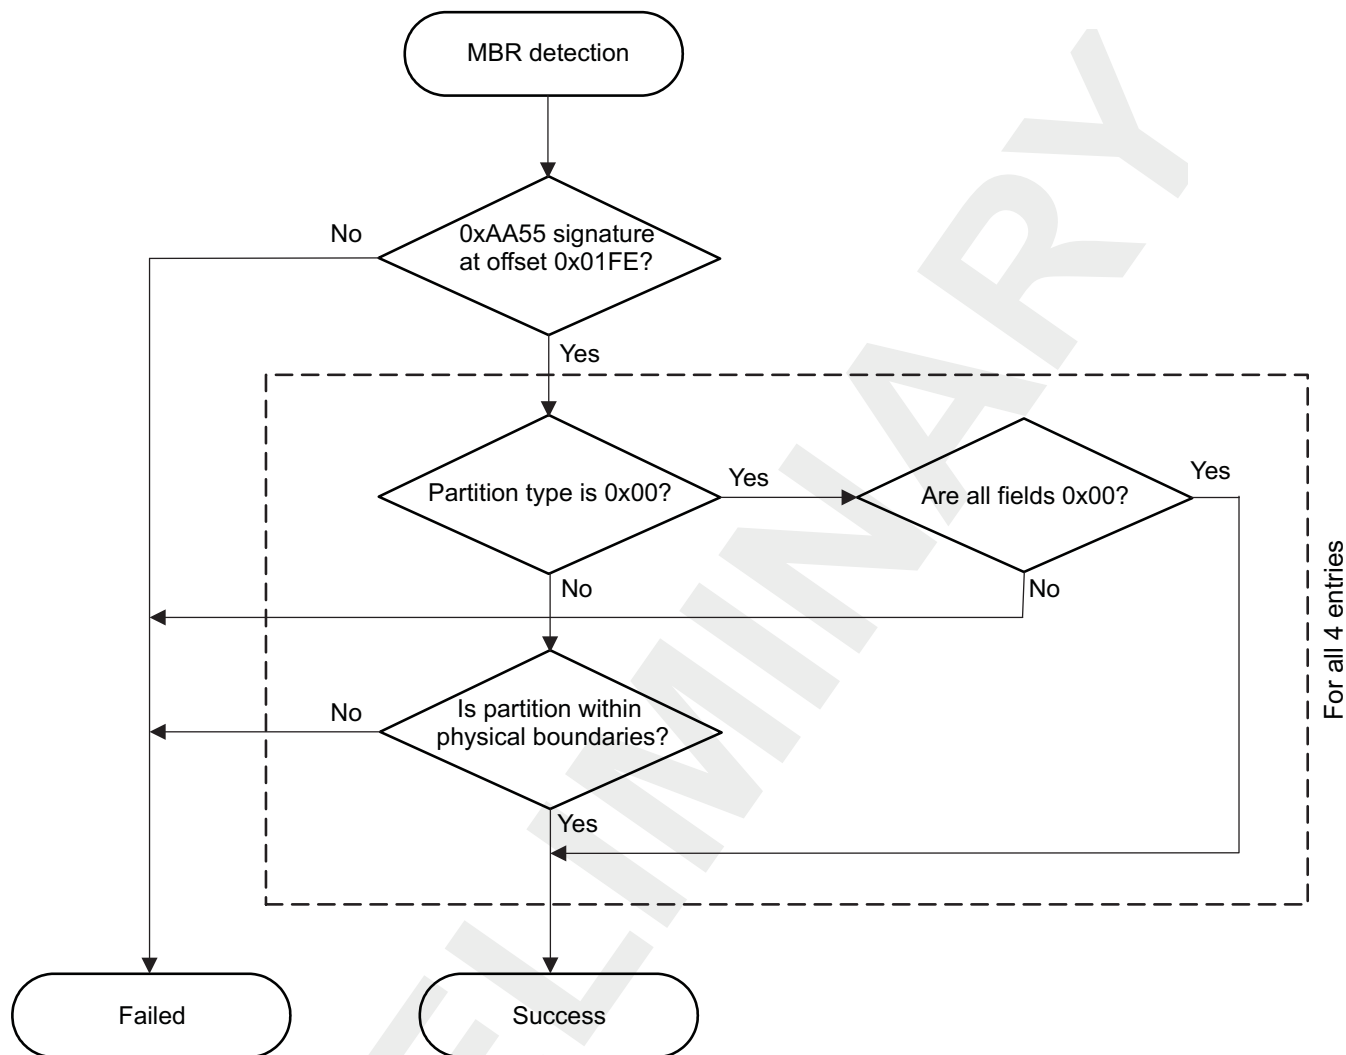 MBR detection
No
0xAA55 signature
at offset 0x01FE?
Yes
Partition type is 0x00?
Yes
Are all fields 0x00?
Yes
No
No
For all 4 entries
No
Is partition within
physical boundaries?
Yes
Failed
Success